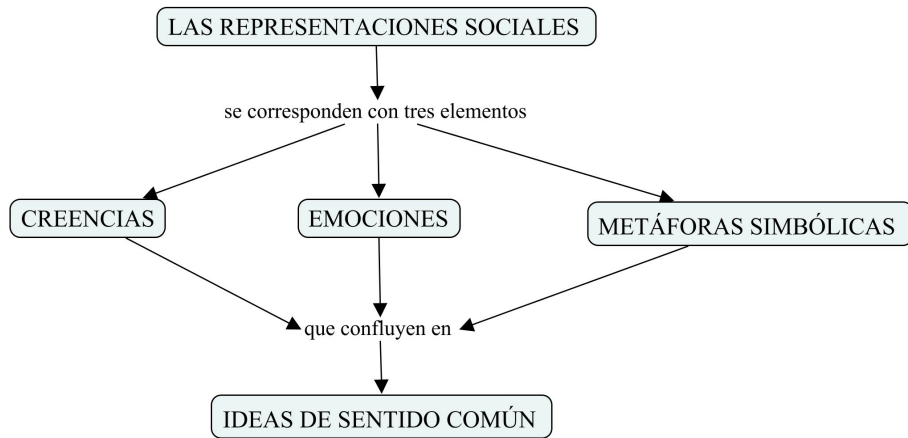 LAS REPRESENTACIONES SOCIALES
se corresponden con tres elementos
CREENCIAS
EMOCIONES
METÁFORAS SIMBÓLICAS
que confluyen en
IDEAS DE SENTIDO COMÚN